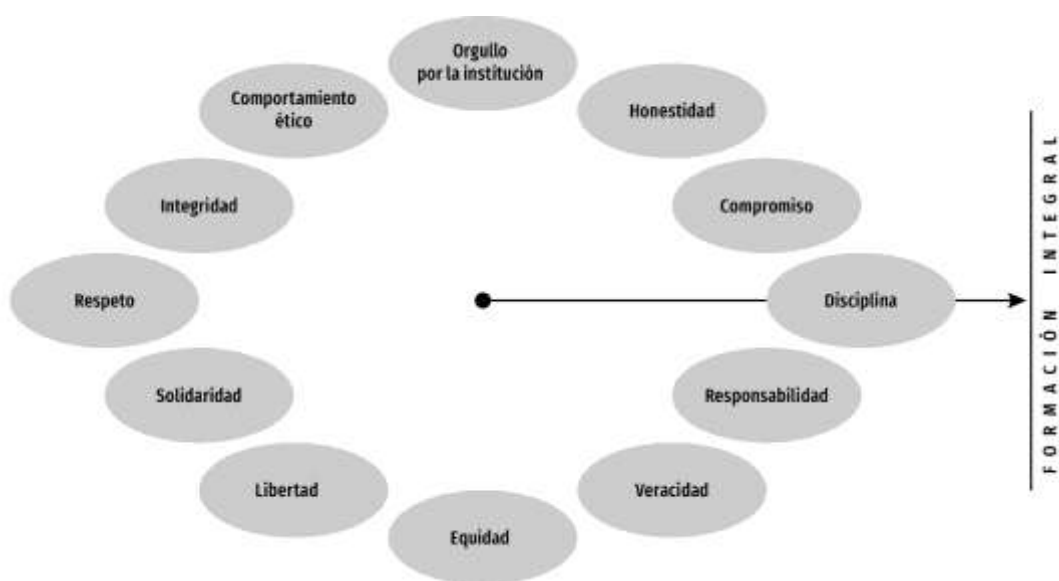 Orgullo
por la institución
Comportamiento
ético
Honestidad
Integridad
Compromiso
Respeto
Disciplina
Solidaridad
Responsabilidad
Libertad
Veracidad
Equidad
FORMACIÓN INTEGRAL